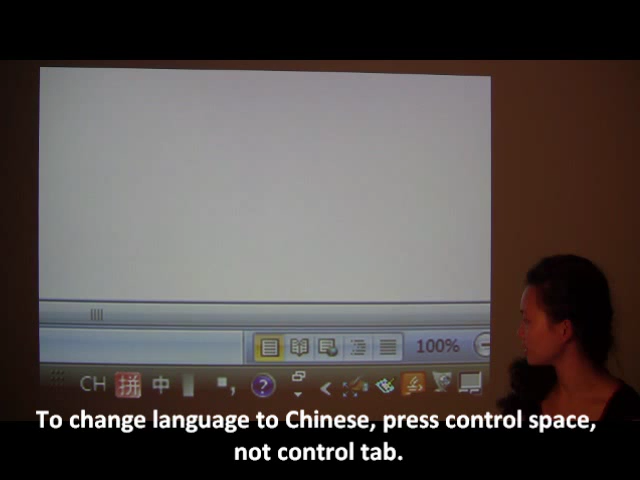 100%
CH 拼 中 ?
To change language to Chinese, press control space,
not control tab.